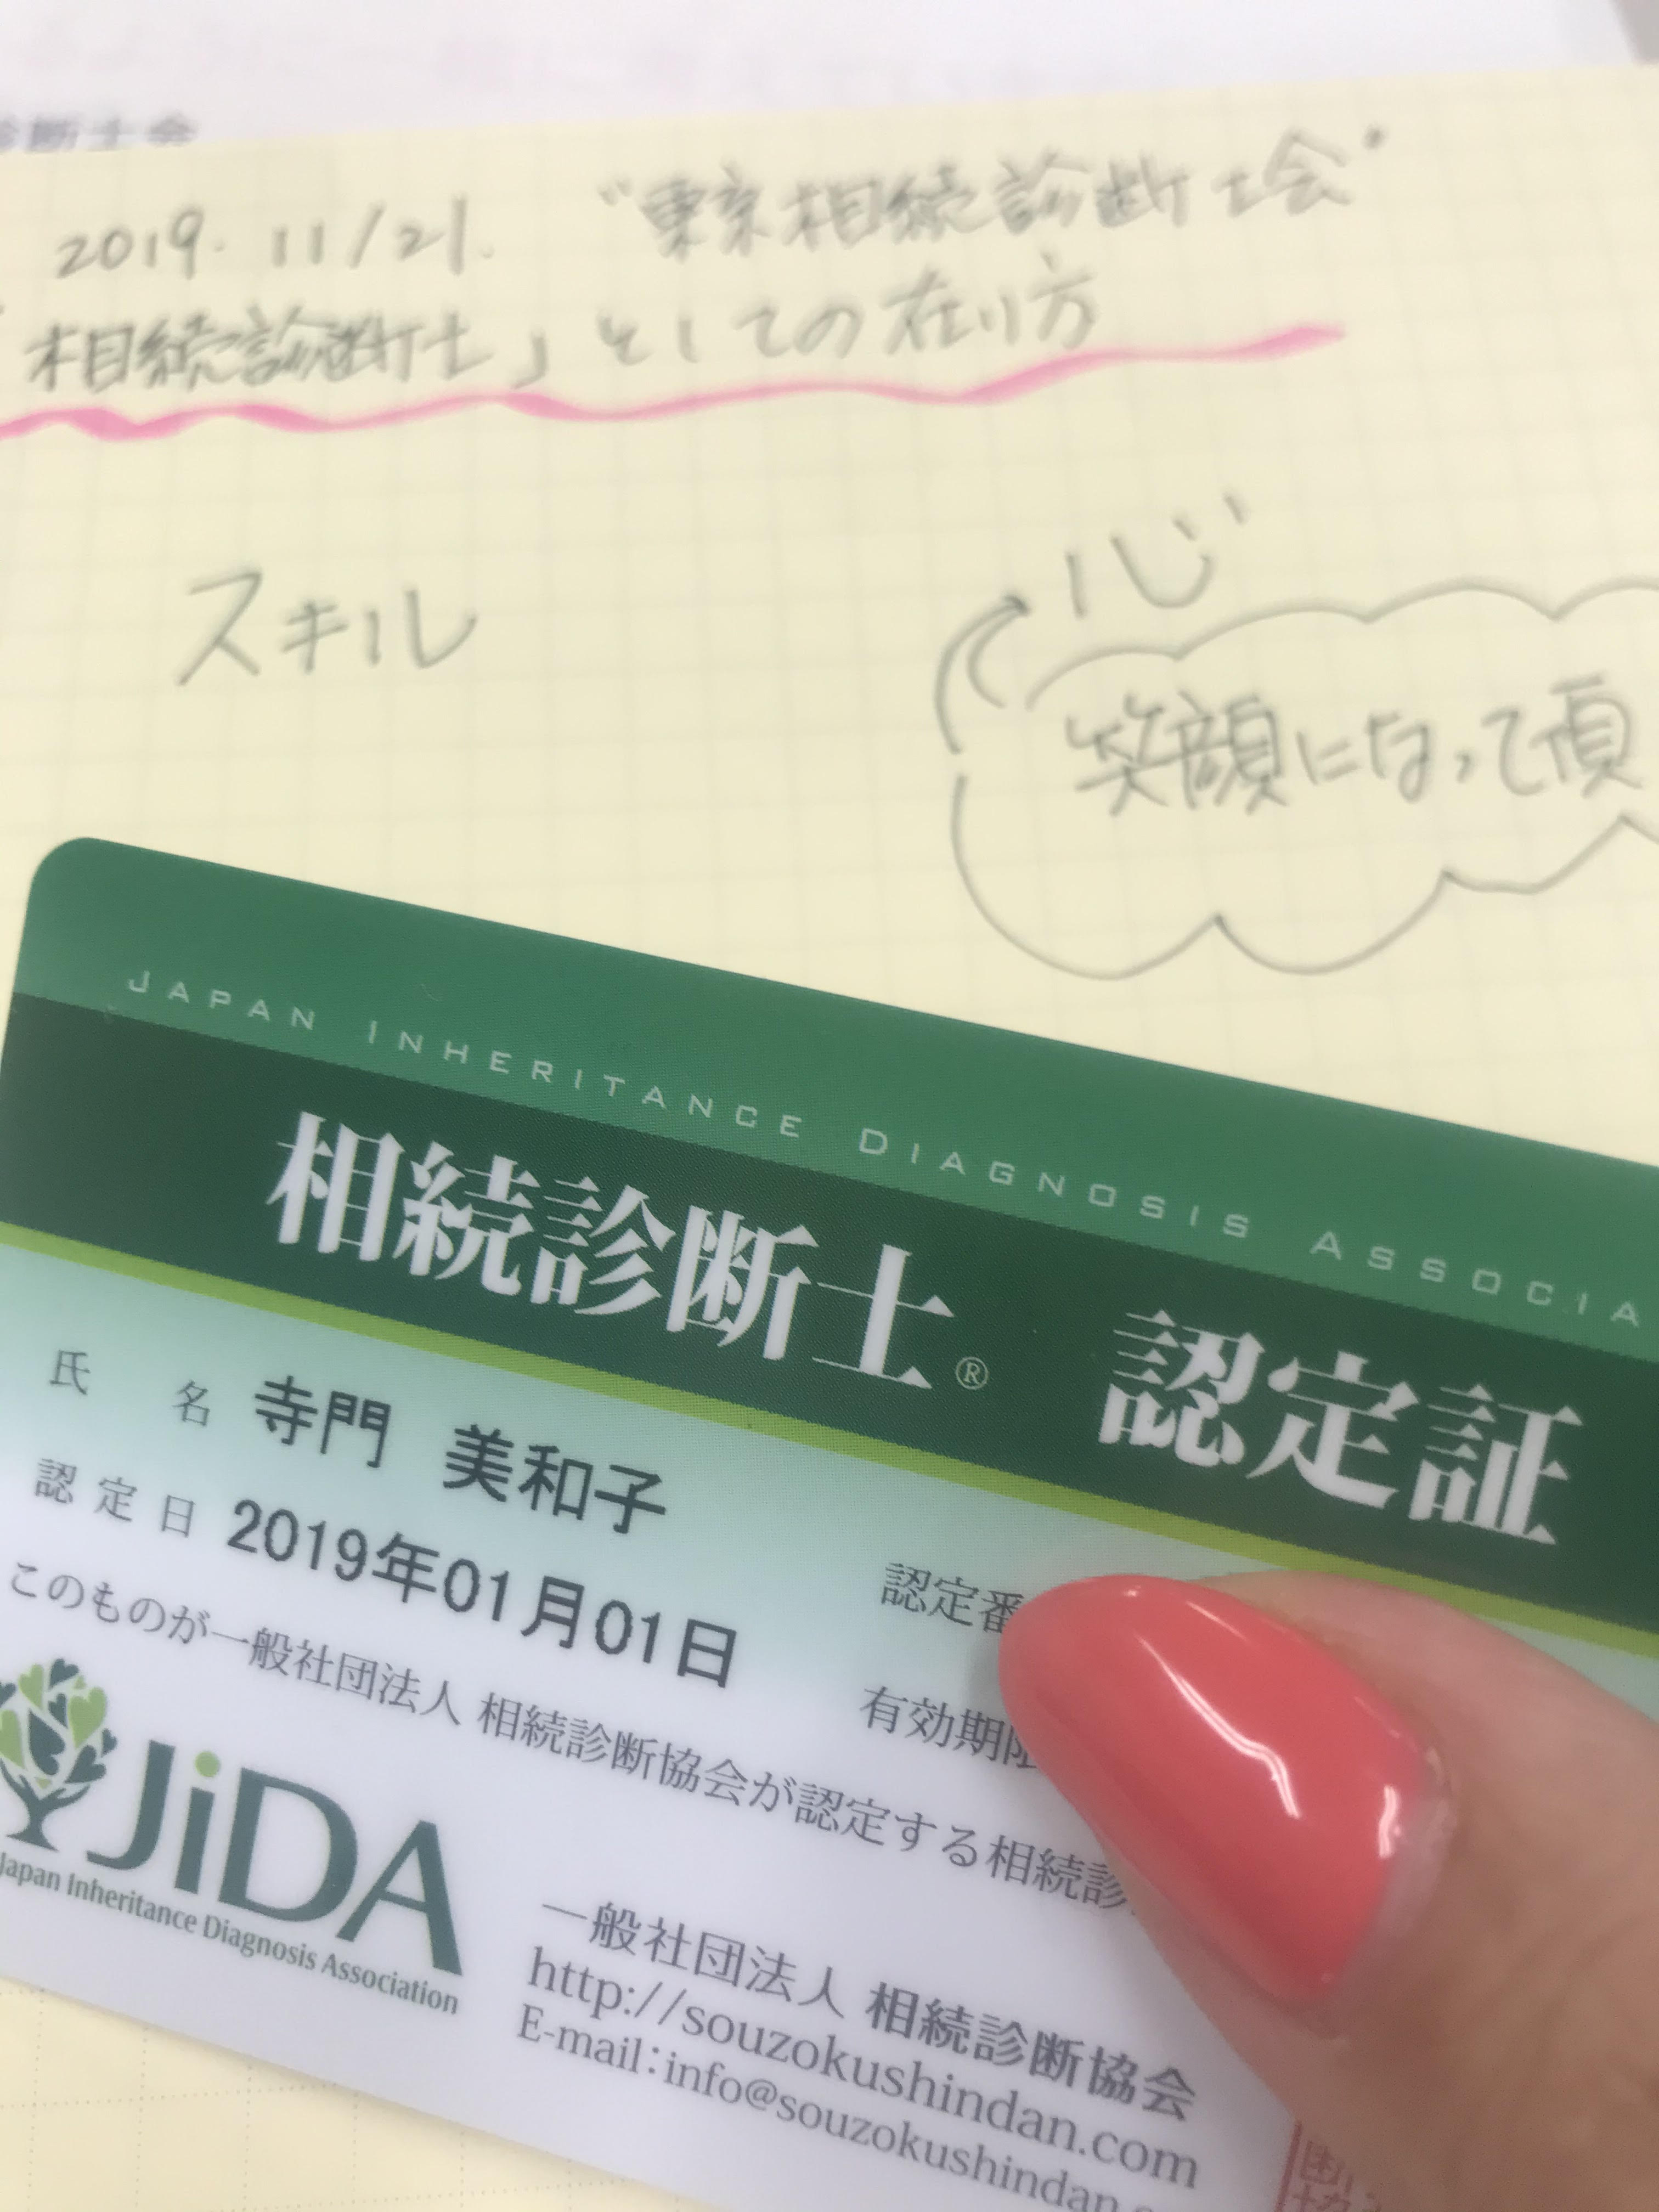 診断士会
2019. 11/21. "東京相続診断士会"
相続診断士」としての在り方
スキル
心
笑顔になって頂
JAPAN INHERITANCE DIAGNOSIS ASSOCIA
相続診断士® 認定証
氏名 寺門 美和子
認定日 2019年01月01日
認定番
有効期限
このものが一般社団法人 相続診断協会が認定する相続診
JiDA
Japan Inheritance Diagnosis Association
一般社団法人 相続診断協会
http://souzokushindan.com
E-mail:info@souzokushindan.c